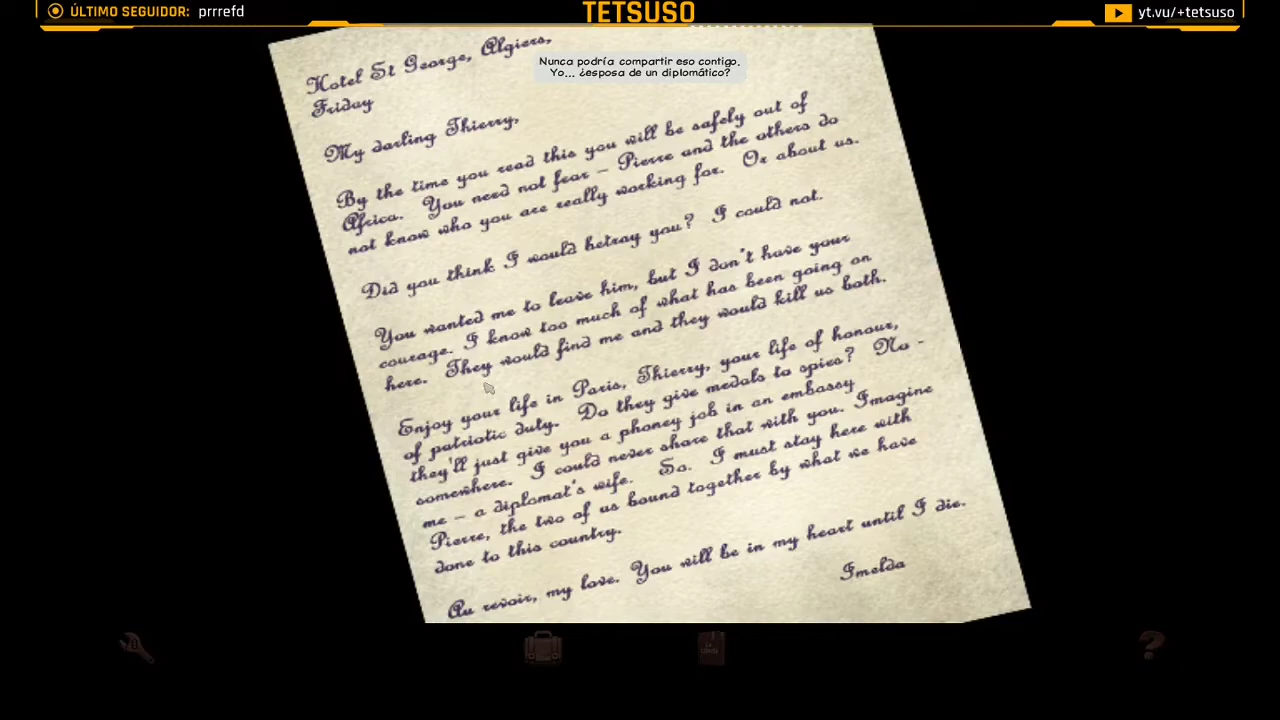 ÚLTIMO SEGUIDOR: prrrefd
TETSUSO
yt.vu/+tetsuso
Nunca podría compartir eso contigo.
Yo... ¿esposa de un diplomático?
Hotel St George, Algiers,
Friday
My darling Thierry,
By the time you read this you will be safely out of
Africa. You need not fear – Pierre and the others do
not know who you are really working for. Or about us.
Did you think I would betray you? I could not.
You wanted me to leave him, but I don't have your
courage. I know too much of what has been going on
here. They would find me and they would kill us both.
Enjoy your life in Paris, Thierry, your life of honour,
of patriotic duty. Do they give medals to spies? No -
they'll just give you a phoney job in an embassy
somewhere. I could never share that with you. Imagine
me – a diplomat's wife. So. I must stay here with
Pierre, the two of us bound together by what we have
done to this country.
Au revoir, my love. You will be in my heart until I die.
Imelda
?